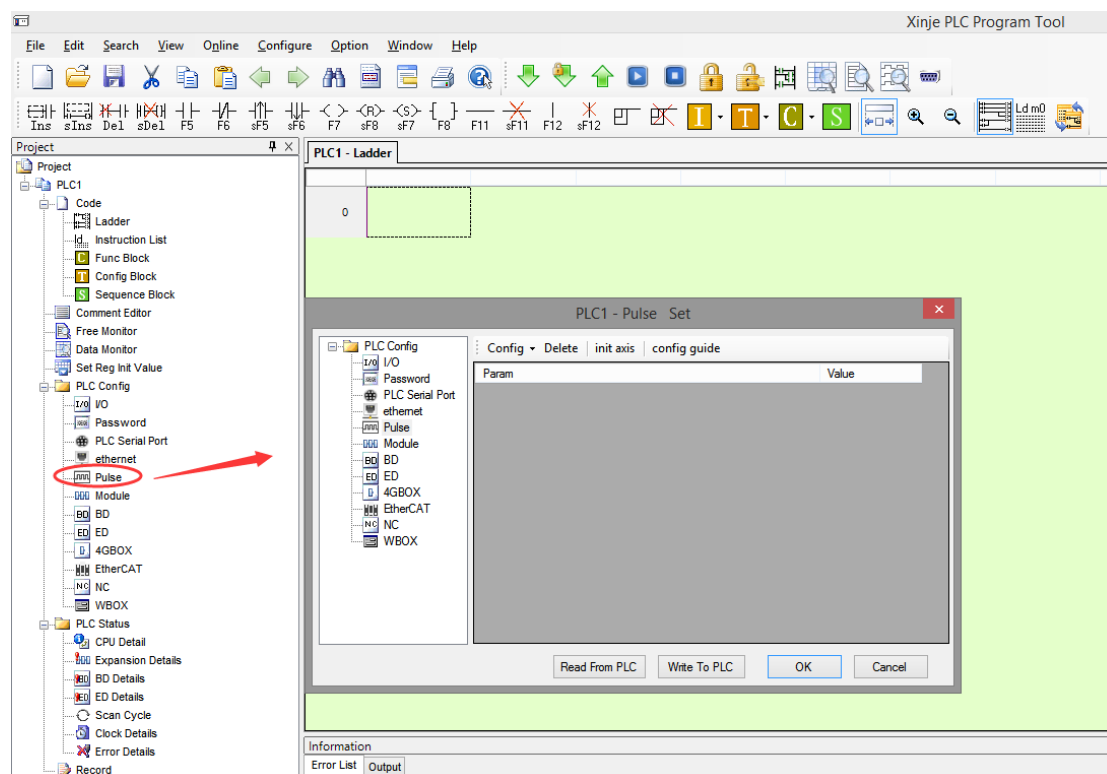 Xinje PLC Program Tool
File Edit Search View Online Configure Option Window Help
Ins sIns Del sDel F5 F6 sF5 sF6 F7 sF8 sF7 F8 F11 sF11 F12 sF12 I T C S Ld m0
Project
PLC1 - Ladder
Project
PLC1
Code
Ladder
Instruction List
Func Block
Config Block
Sequence Block
Comment Editor
Free Monitor
Data Monitor
Set Reg Init Value
PLC Config
I/O
Password
PLC Serial Port
ethernet
Pulse
Module
BD BD
ED ED
4GBOX
EtherCAT
NC NC
WBOX
PLC Status
CPU Detail
Expansion Details
BD Details
ED Details
Scan Cycle
Clock Details
Error Details
Record
0
PLC1 - Pulse Set
PLC Config
I/O I/O
Password
PLC Serial Port
ethernet
Pulse
Module
BD BD
ED ED
4GBOX
EtherCAT
NC NC
WBOX
Config Delete init axis config guide
Param Value
Read From PLC Write To PLC OK Cancel
Information
Error List Output